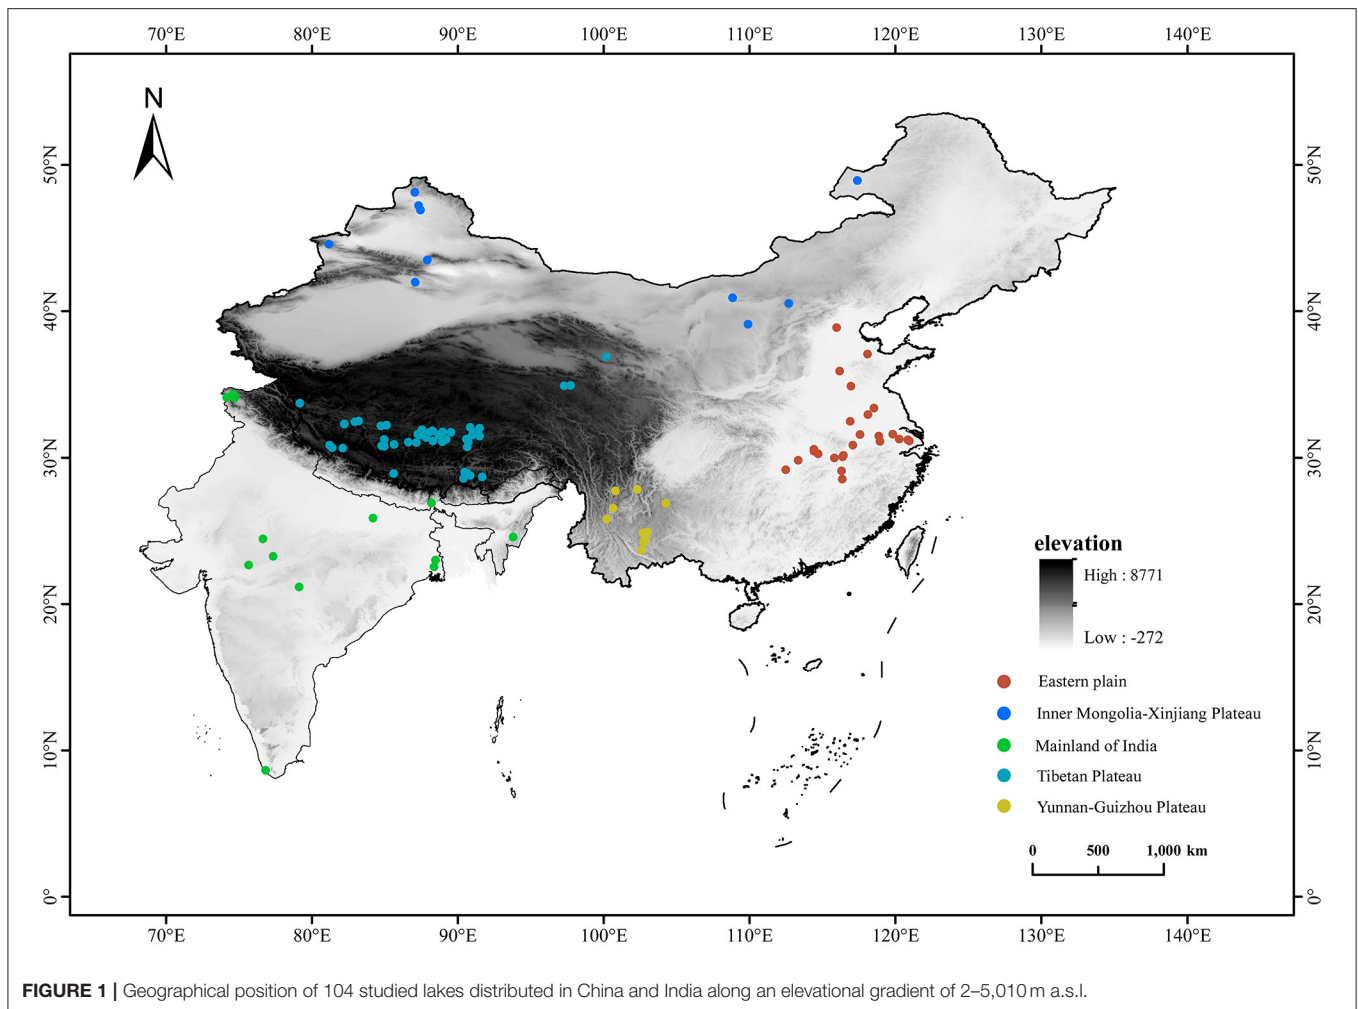 70°E 80°E 90°E 100°E 110°E 120°E 130°E 140°E
N
50°N 50°N
40°N 40°N
30°N 30°N
elevation
High : 8771
20°N 20°N
Low : -272
Eastern plain
Inner Mongolia-Xinjiang Plateau
Mainland of India
10°N 10°N
Tibetan Plateau
Yunnan-Guizhou Plateau
0 500 1,000 km
0° 0°
70°E 80°E 90°E 100°E 110°E 120°E 130°E 140°E
FIGURE 1 | Geographical position of 104 studied lakes distributed in China and India along an elevational gradient of 2–5,010 m a.s.l.